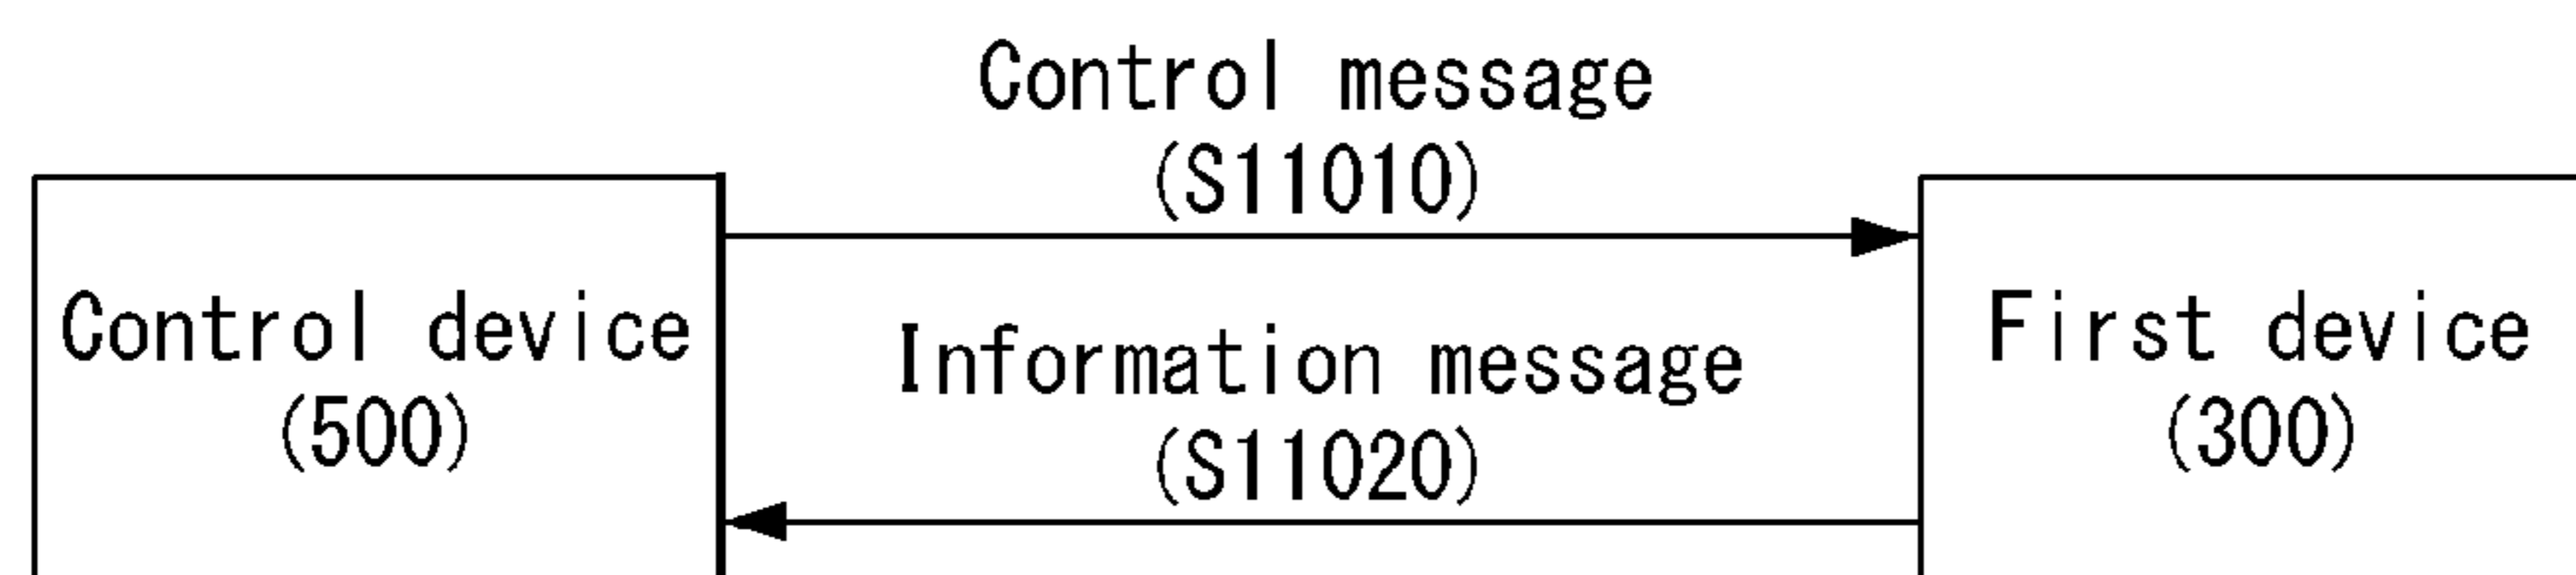 Control message
(S11010)
Control device
(500)
Information message
(S11020)
First device
(300)